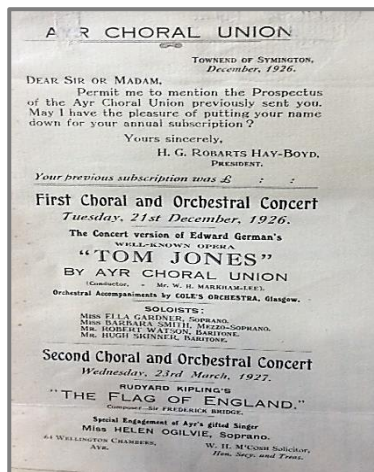 AYR CHORAL UNION
TOWNEND OF SYMINGTON,
December, 1926.
DEAR SIR OR MADAM,
Permit me to mention the Prospectus
of the Ayr Choral Union previously sent you.
May I have the pleasure of putting your name
down for your annual subscription?
Yours sincerely,
H. G. ROBARTS HAY-BOYD,
PRESIDENT.
Your previous subscription was £ : :
First Choral and Orchestral Concert
Tuesday, 21st December, 1926.
The Concert version of Edward German's
WELL-KNOWN OPERA
"TOM JONES"
BY AYR CHORAL UNION
(Conductor, - Mr. W. H. MARKHAM-LEE).
Orchestral Accompaniments by COLE'S ORCHESTRA, Glasgow.
SOLOISTS:
MISS ELLA GARDNER, SOPRANO.
MISS BARBARA SMITH, MEZZO-SOPRANO.
MR. ROBERT WATSON, BARITONE.
MR. HUGH SKINNER, BARITONE.
Second Choral and Orchestral Concert
Wednesday, 23rd March, 1927.
RUDYARD KIPLING'S
"THE FLAG OF ENGLAND."
Composer—Sir FREDERICK BRIDGE.
Special Engagement of Ayr's gifted Singer
MISS HELEN OGILVIE, Soprano.
64 WELLINGTON CHAMBERS,
AYR.
W. H. M'COSH Solicitor,
Hon. Secy. and Treas.